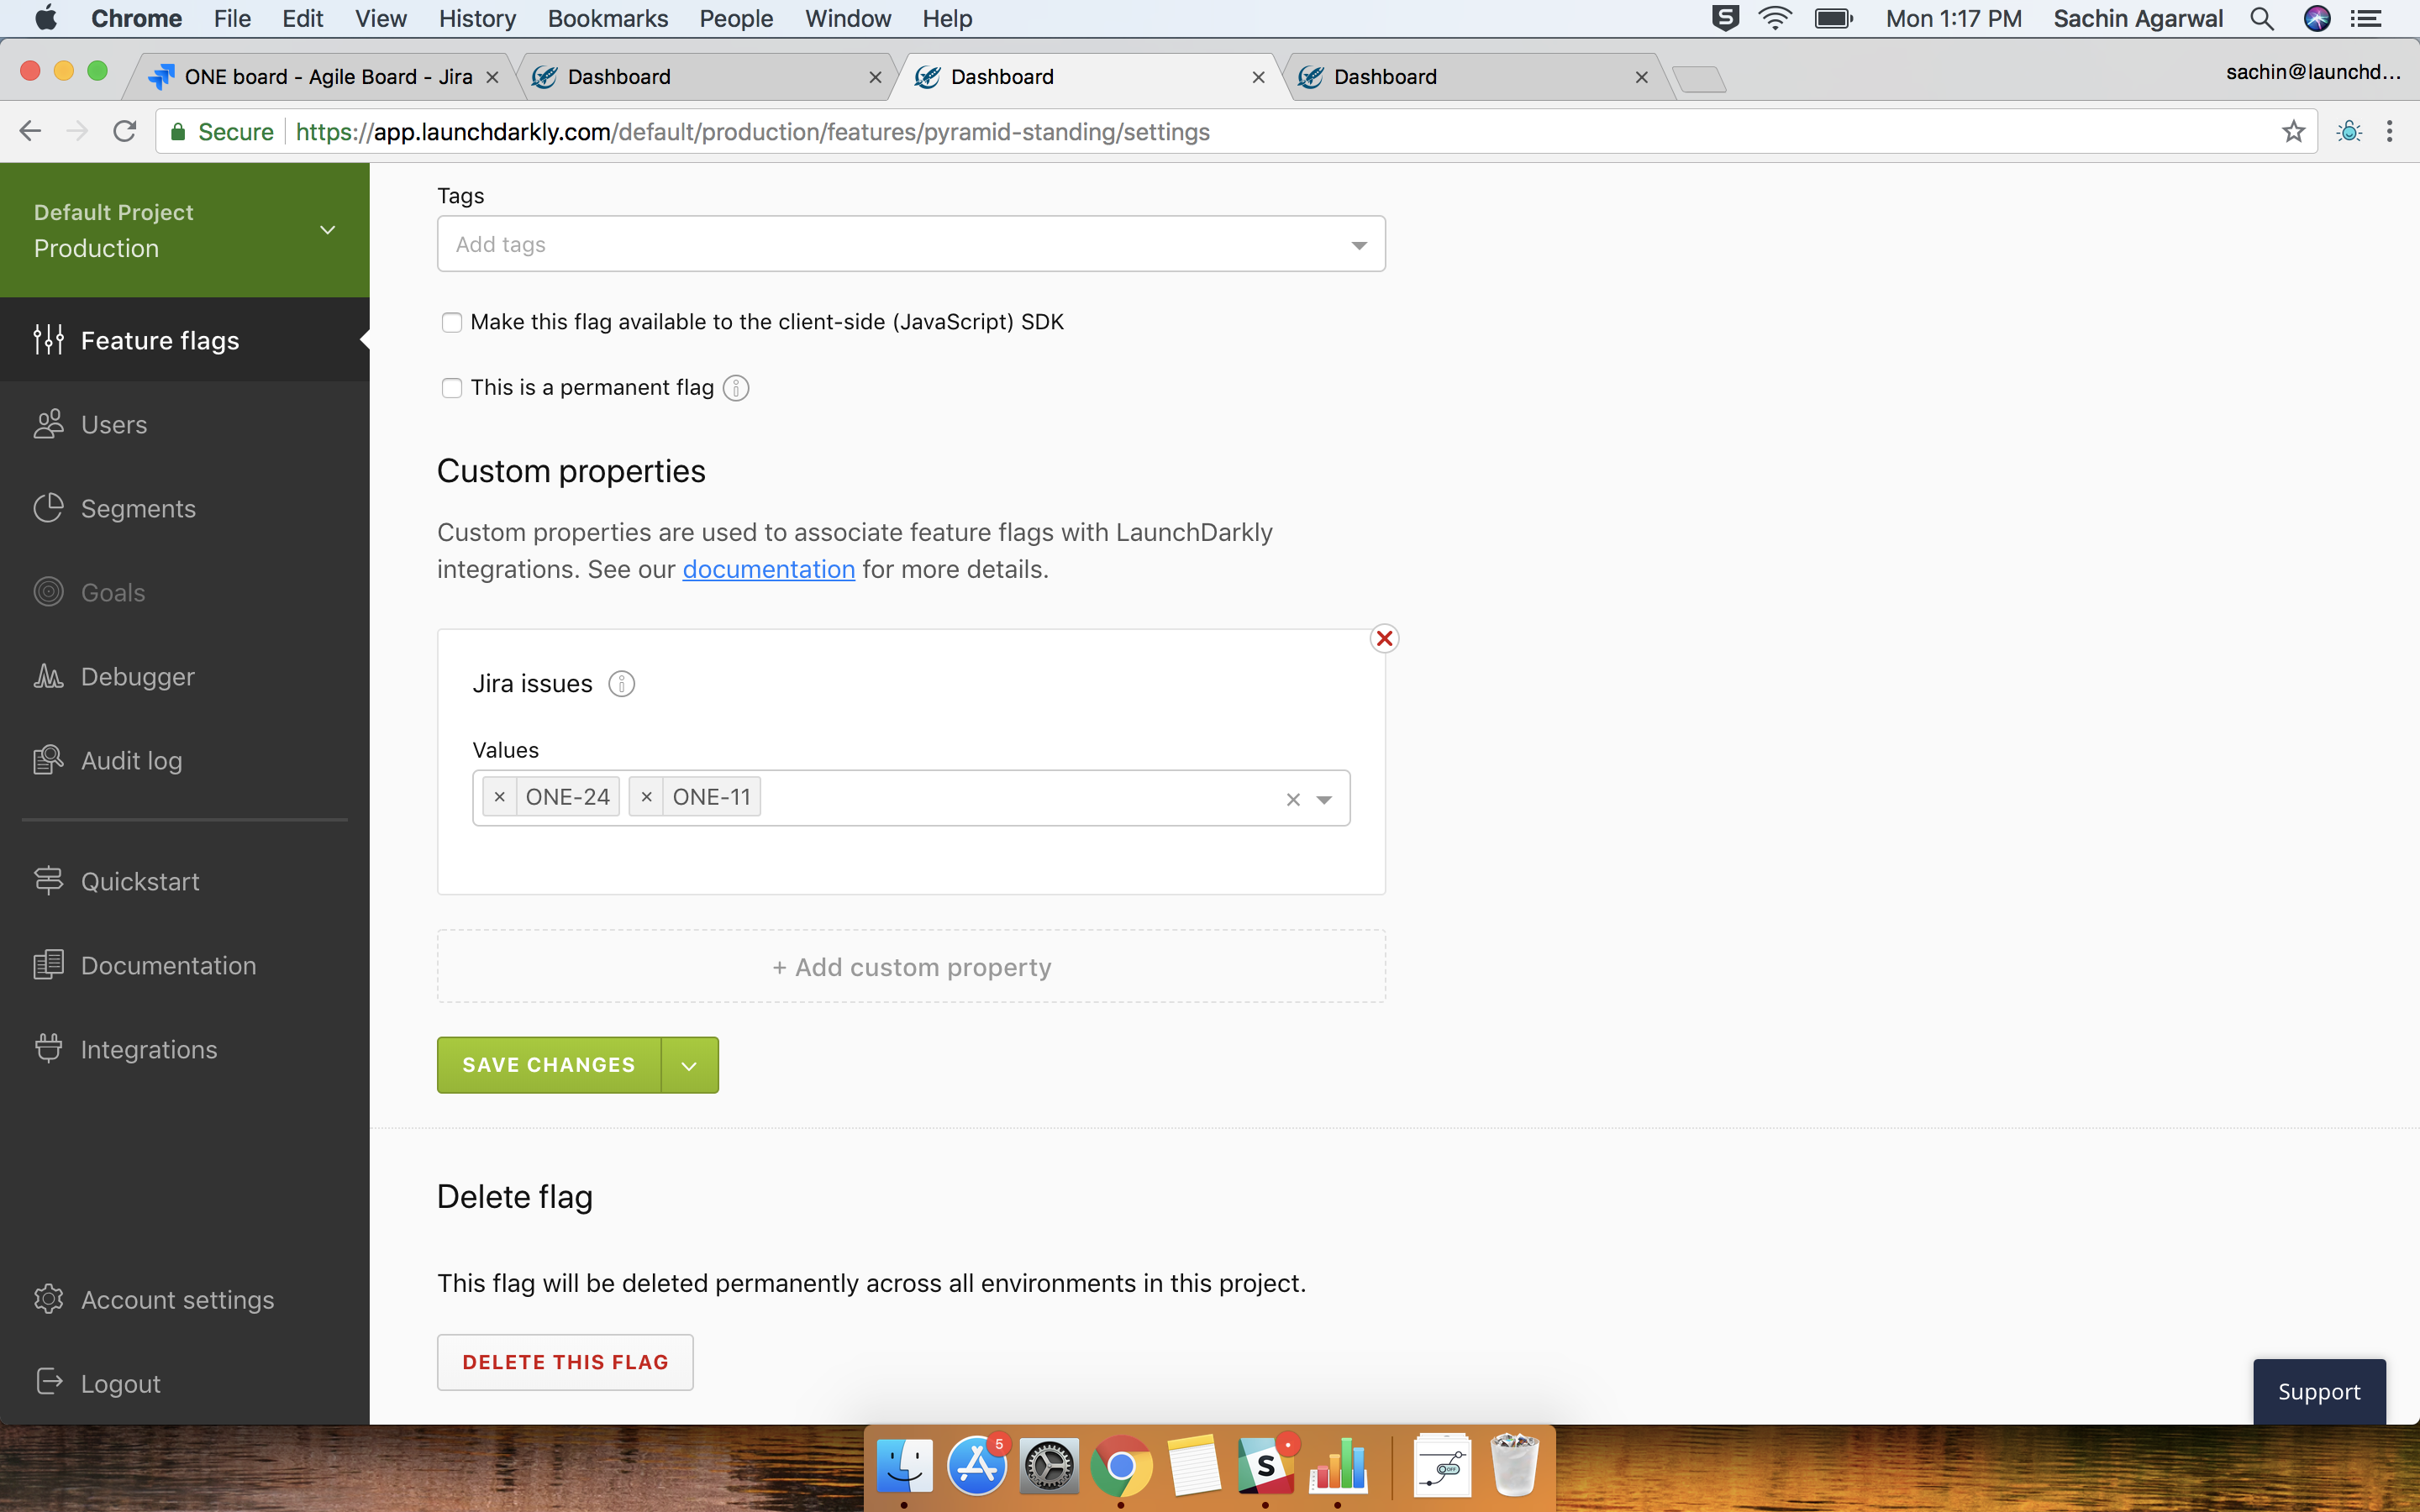 Chrome File Edit View History Bookmarks People Window Help
S Mon 1:17 PM Sachin Agarwal
ONE board - Agile Board - Jira
Dashboard
Dashboard
Dashboard
sachin@launchd...
Secure https://app.launchdarkly.com/default/production/features/pyramid-standing/settings
Default Project
Production
Feature flags
Users
Segments
Goals
Debugger
Audit log
Quickstart
Documentation
Integrations
Account settings
Logout
Tags
Add tags
Make this flag available to the client-side (JavaScript) SDK
This is a permanent flag
Custom properties
Custom properties are used to associate feature flags with LaunchDarkly
integrations. See our documentation for more details.
Jira issues
Values
× ONE-24 × ONE-11
+ Add custom property
SAVE CHANGES
Delete flag
This flag will be deleted permanently across all environments in this project.
DELETE THIS FLAG
Support
5
S
OFF